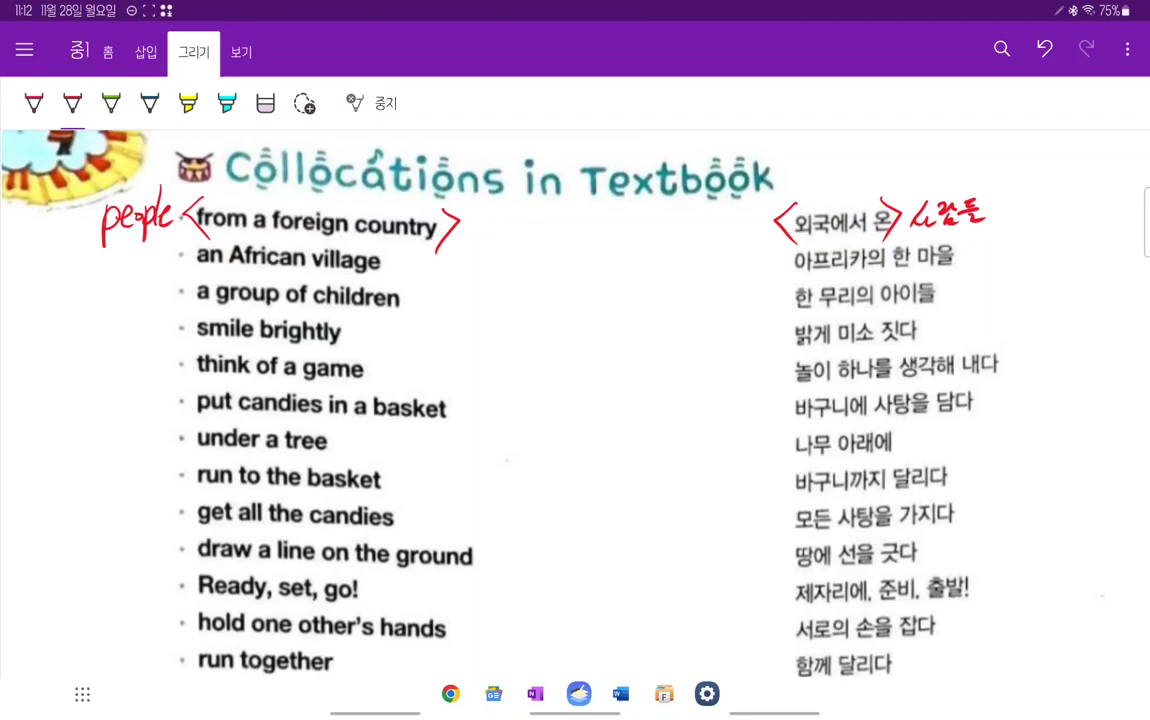 11:12 11월 28일 월요일 75%
중1 홈 삽입 그리기 보기
중지
Collocations in Textbook
people <from a foreign country> <외국에서 온> 사람들
· an African village 아프리카의 한 마을
· a group of children 한 무리의 아이들
· smile brightly 밝게 미소 짓다
· think of a game 놀이 하나를 생각해 내다
· put candies in a basket 바구니에 사탕을 담다
· under a tree 나무 아래에
· run to the basket 바구니까지 달리다
· get all the candies 모든 사탕을 가지다
· draw a line on the ground 땅에 선을 긋다
· Ready, set, go! 제자리에, 준비, 출발!
· hold one other's hands 서로의 손을 잡다
· run together 함께 달리다